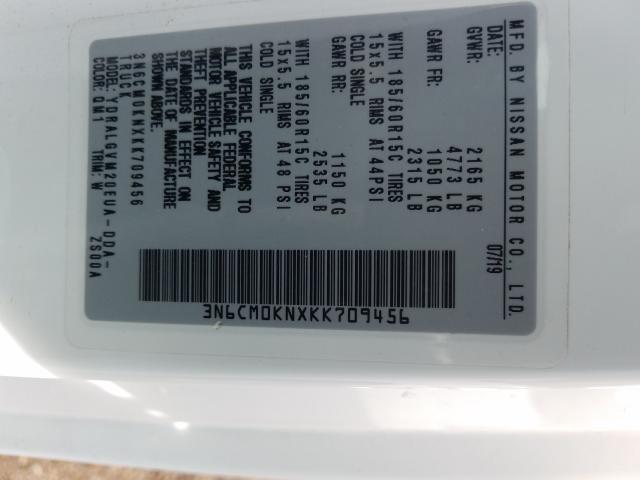 MFD. BY NISSAN MOTOR CO., LTD.
DATE: 07/19
GVWR: 2165 KG
4773 LB
GAWR FR: 1050 KG
2315 LB
WITH 185/60R15C TIRES
15x5.5 RIMS AT 44PSI
COLD SINGLE
GAWR RR: 1150 KG
2535 LB
WITH 185/60R15C TIRES
15x5.5 RIMS AT 48 PSI
COLD SINGLE
THIS VEHICLE CONFORMS TO
ALL APPLICABLE FEDERAL
MOTOR VEHICLE SAFETY AND
THEFT PREVENTION
STANDARDS IN EFFECT ON
THE DATE OF MANUFACTURE
SHOWN ABOVE.
3N6CM0KNXKK709456
TRUCK
YDRALGVM20EUA-DDA-
ZS00A
COLOR: QM1 TRIM: W
3N6CM0KNXKK709456